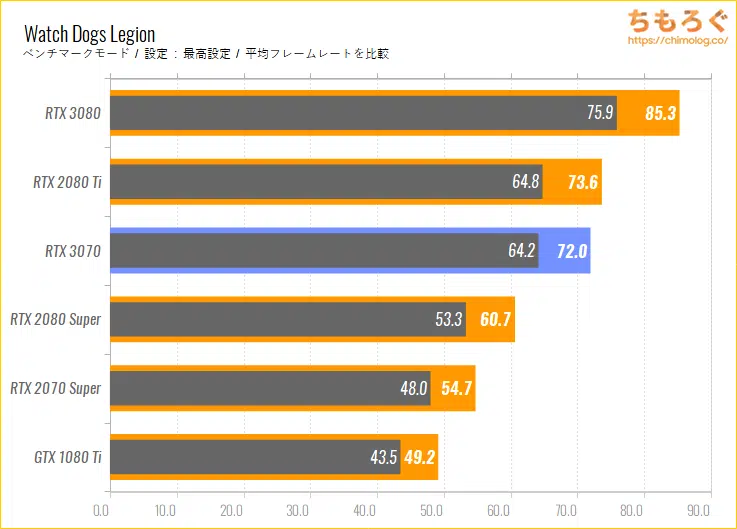 Watch Dogs Legion
ちもろぐ
https://chimolog.co/
ベンチマークモード / 設定 : 最高設定 / 平均フレームレートを比較
RTX 3080 75.9 85.3
RTX 2080 Ti 64.8 73.6
RTX 3070 64.2 72.0
RTX 2080 Super 53.3 60.7
RTX 2070 Super 48.0 54.7
GTX 1080 Ti 43.5 49.2
0.0 10.0 20.0 30.0 40.0 50.0 60.0 70.0 80.0 90.0